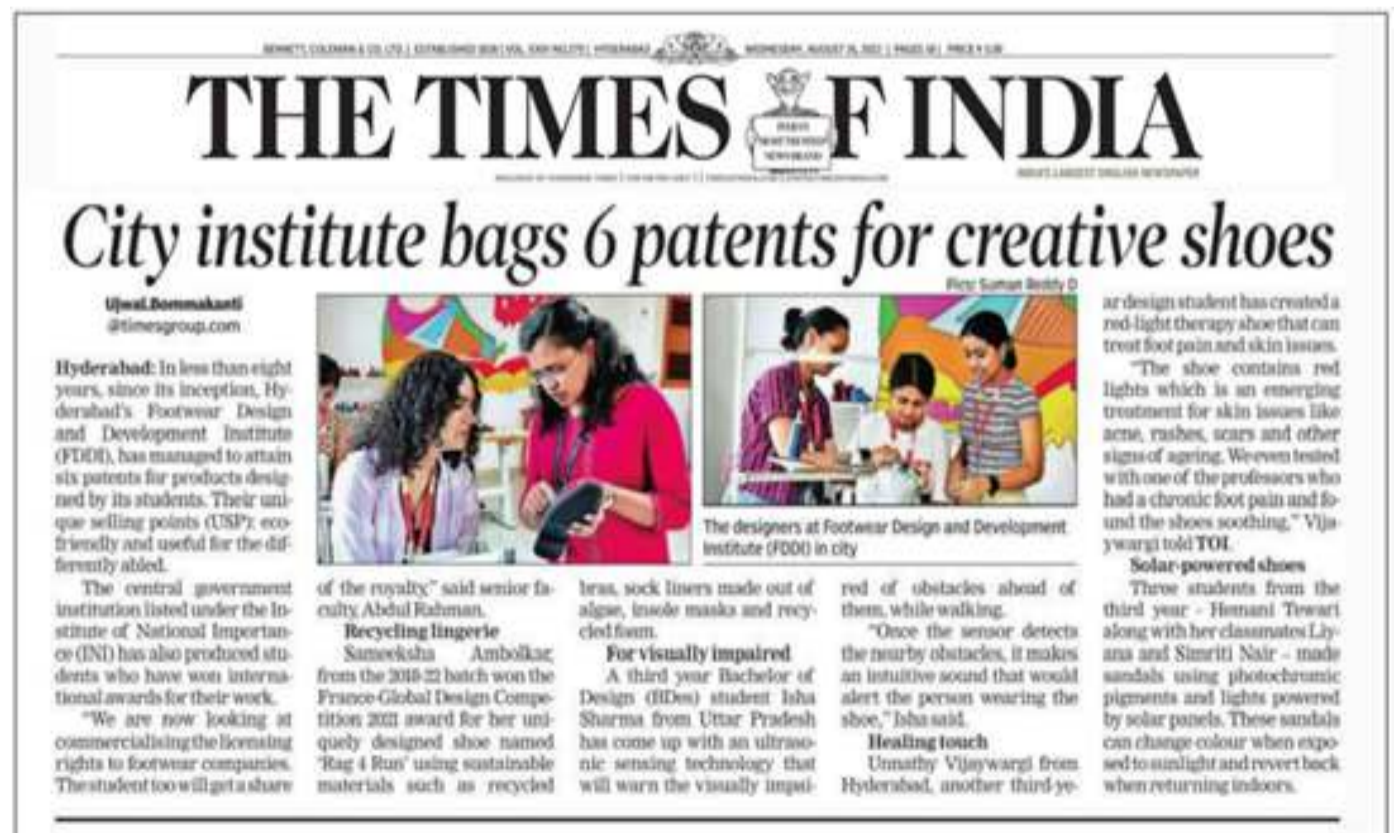 BENNETT, COLEMAN & CO. LTD. | ESTABLISHED 1838 | VOL. NO. | HYDERABAD
WEDNESDAY, AUGUST | PAGES | PRICE
THE TIMES OF INDIA
INDIA'S LARGEST ENGLISH NEWSPAPER
City institute bags 6 patents for creative shoes
Pics: Suman Reddy D
Ujwal.Bommakanti
@timesgroup.com
Hyderabad: In less than eight
years, since its inception, Hy-
derabad's Footwear Design
and Development Institute
(FDDI), has managed to attain
six patents for products desig-
ned by its students. Their uni-
que selling points (USP): eco-
friendly and useful for the dif-
ferently abled.
The central government
institution listed under the In-
stitute of National Importan-
ce (INI) has also produced stu-
dents who have won interna-
tional awards for their work.
"We are now looking at
commercialising the licensing
rights to footwear companies.
The student too will get a share
of the royalty," said senior fa-
culty, Abdul Rahman.
Recycling lingerie
Sameeksha Ambolkar,
from the 2018-22 batch won the
France-Global Design Compe-
tition 2021 award for her uni-
quely designed shoe named
'Rag 4 Run' using sustainable
materials such as recycled
The designers at Footwear Design and Development
Institute (FDDI) in city
bras, sock liners made out of
algae, insole masks and recy-
cled foam.
For visually impaired
A third year Bachelor of
Design (BDes) student Isha
Sharma from Uttar Pradesh
has come up with an ultraso-
nic sensing technology that
will warn the visually impai-
red of obstacles ahead of
them, while walking.
"Once the sensor detects
the nearby obstacles, it makes
an intuitive sound that would
alert the person wearing the
shoe," Isha said.
Healing touch
Unnathy Vijaywargi from
Hyderabad, another third-ye-
ar design student has created a
red-light therapy shoe that can
treat foot pain and skin issues.
"The shoe contains red
lights which is an emerging
treatment for skin issues like
acne, rashes, scars and other
signs of ageing. We even tested
with one of the professors who
had a chronic foot pain and fo-
und the shoes soothing," Vija-
ywargi told TOI.
Solar-powered shoes
Three students from the
third year - Hemani Tewari
along with her classmates Liy-
ana and Simriti Nair - made
sandals using photochromic
pigments and lights powered
by solar panels. These sandals
can change colour when expo-
sed to sunlight and revert back
when returning indoors.